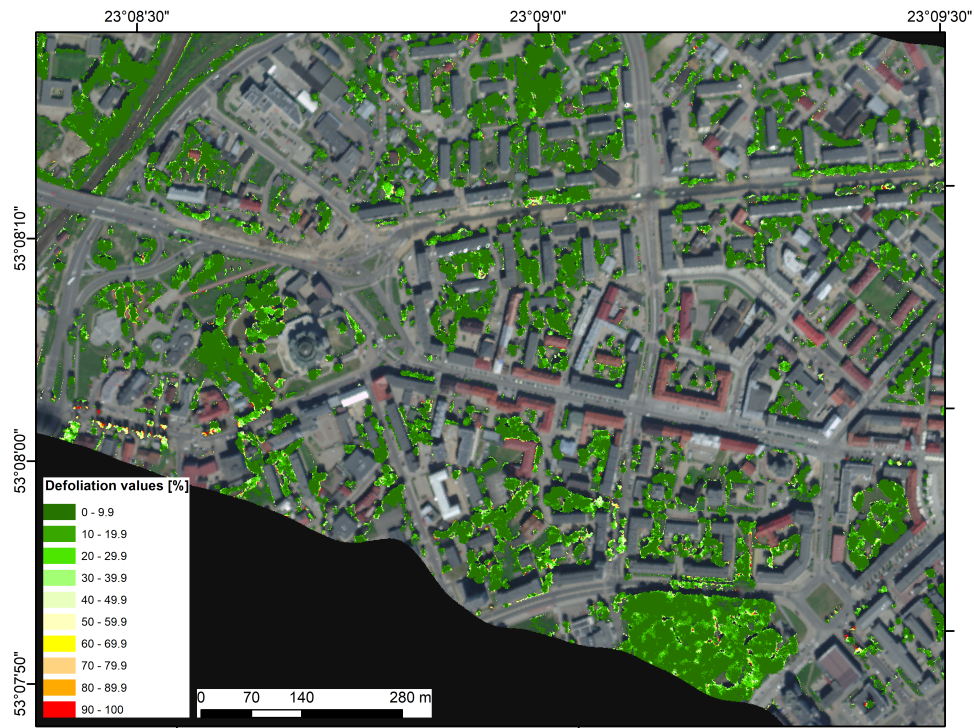 23°08'30" 23°09'0" 23°09'30"
53°08'10"
53°08'00"
53°07'50"
Defoliation values [%]
0 - 9.9
10 - 19.9
20 - 29.9
30 - 39.9
40 - 49.9
50 - 59.9
60 - 69.9
70 - 79.9
80 - 89.9
90 - 100
0 70 140 280 m